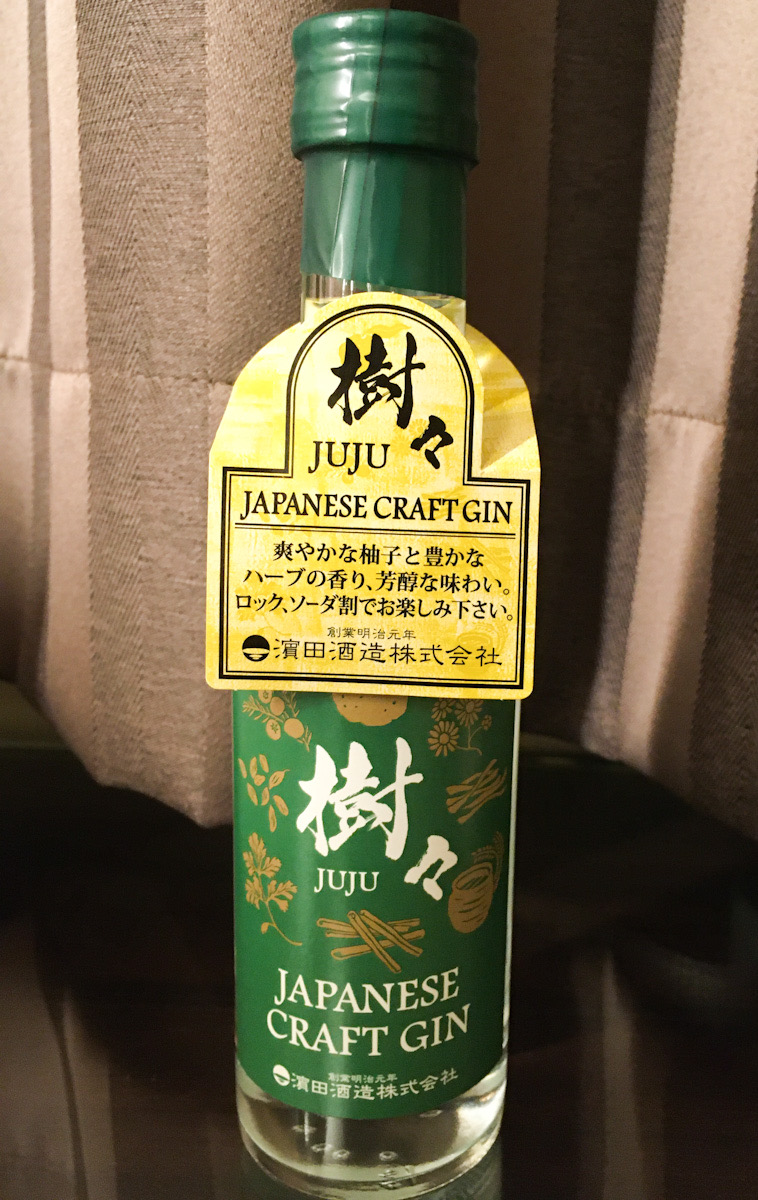 樹々
JUJU
JAPANESE CRAFT GIN
爽やかな柚子と豊かな
ハーブの香り、芳醇な味わい。
ロック、ソーダ割でお楽しみ下さい。
創業明治元年
濵田酒造株式会社
樹々
JUJU
JAPANESE
CRAFT GIN
創業明治元年
濵田酒造株式会社